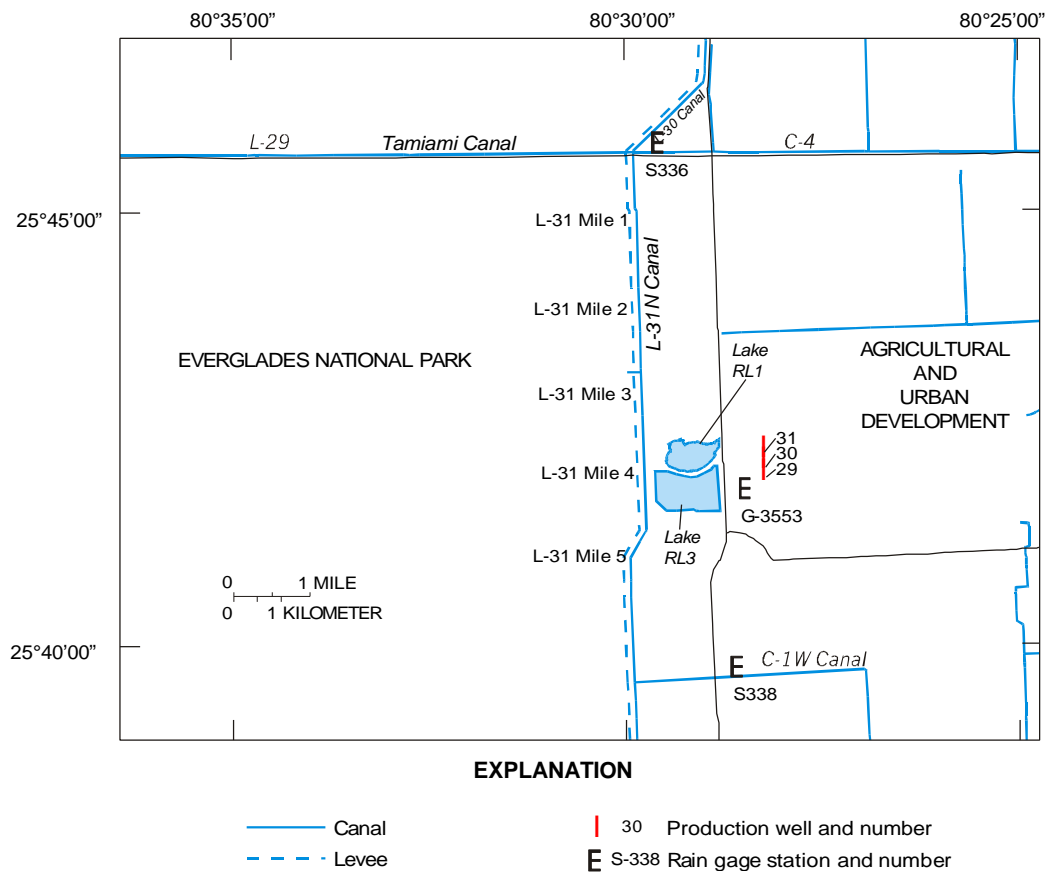 80°35’00” 80°30’00” 80°25’00”
L-30 Canal
L-29 Tamiami Canal E C-4
S336
25°45’00”
L-31 Mile 1
L-31N Canal
L-31 Mile 2
EVERGLADES NATIONAL PARK
Lake
RL1
AGRICULTURAL
AND
URBAN
DEVELOPMENT
L-31 Mile 3
31
30
29
L-31 Mile 4
E
G-3553
Lake
RL3
L-31 Mile 5
0 1 MILE
0 1 KILOMETER
25°40’00”
E C-1W Canal
S338
EXPLANATION
Canal
Levee
30 Production well and number
E S-338 Rain gage station and number